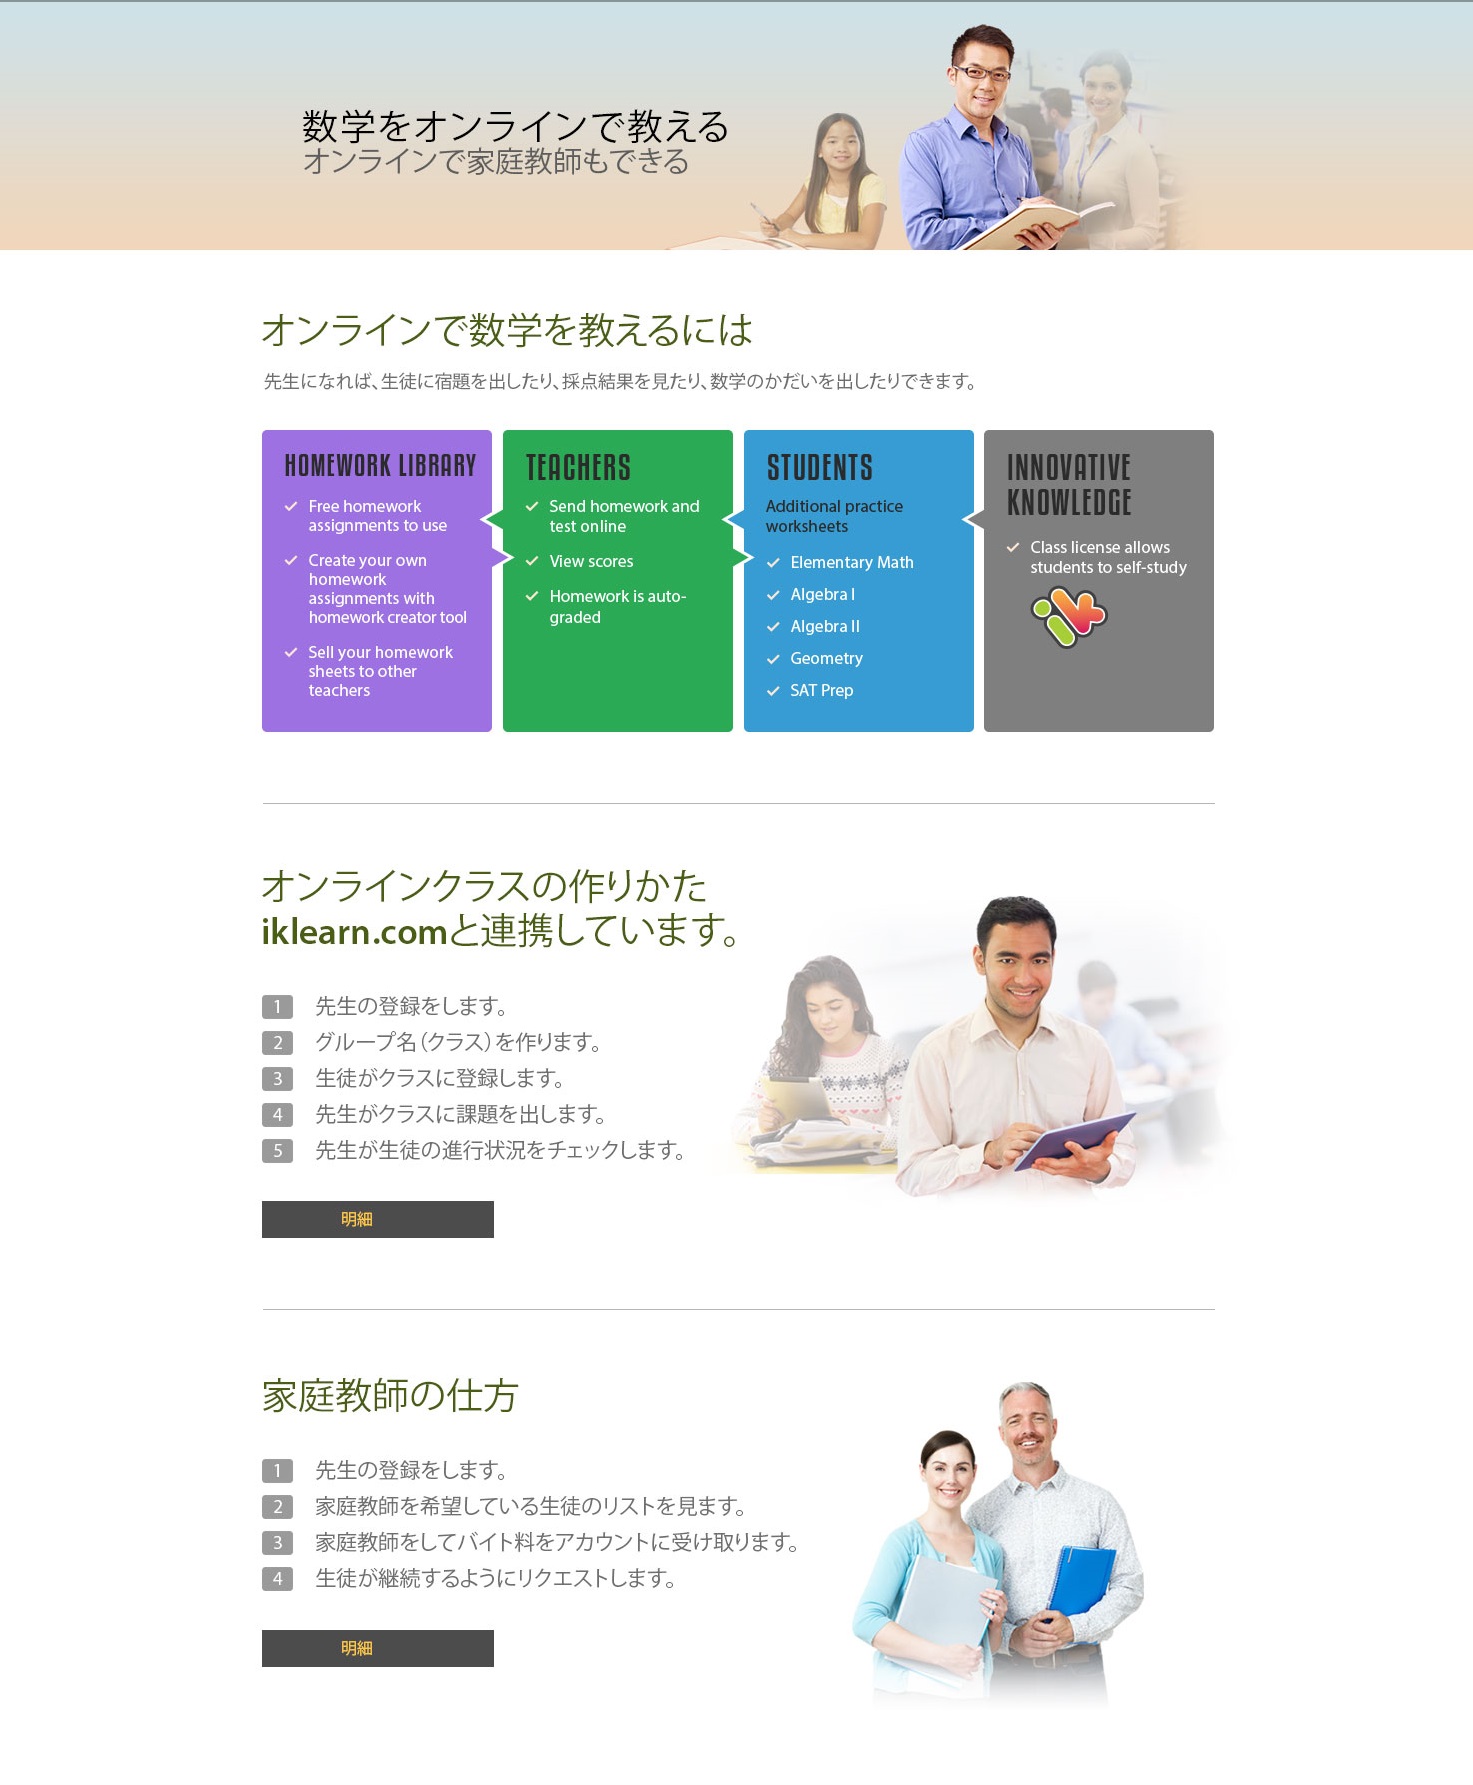 数学をオンラインで教える
オンラインで家庭教師もできる
オンラインで数学を教えるには
先生になれば、生徒に宿題を出したり、採点結果を見たり、数学のかだいを出したりできます。
HOMEWORK LIBRARY
Free homework
assignments to use
Create your own
homework
assignments with
homework creator tool
Sell your homework
sheets to other
teachers
TEACHERS
Send homework and
test online
View scores
Homework is auto-
graded
STUDENTS
Additional practice
worksheets
Elementary Math
Algebra I
Algebra II
Geometry
SAT Prep
INNOVATIVE
KNOWLEDGE
Class license allows
students to self-study
オンラインクラスの作りかた
iklearn.comと連携しています。
1 先生の登録をします。
2 グループ名（クラス）を作ります。
3 生徒がクラスに登録します。
4 先生がクラスに課題を出します。
5 先生が生徒の進行状況をチェックします。
明細
家庭教師の仕方
1 先生の登録をします。
2 家庭教師を希望している生徒のリストを見ます。
3 家庭教師をしてバイト料をアカウントに受け取ります。
4 生徒が継続するようにリクエストします。
明細